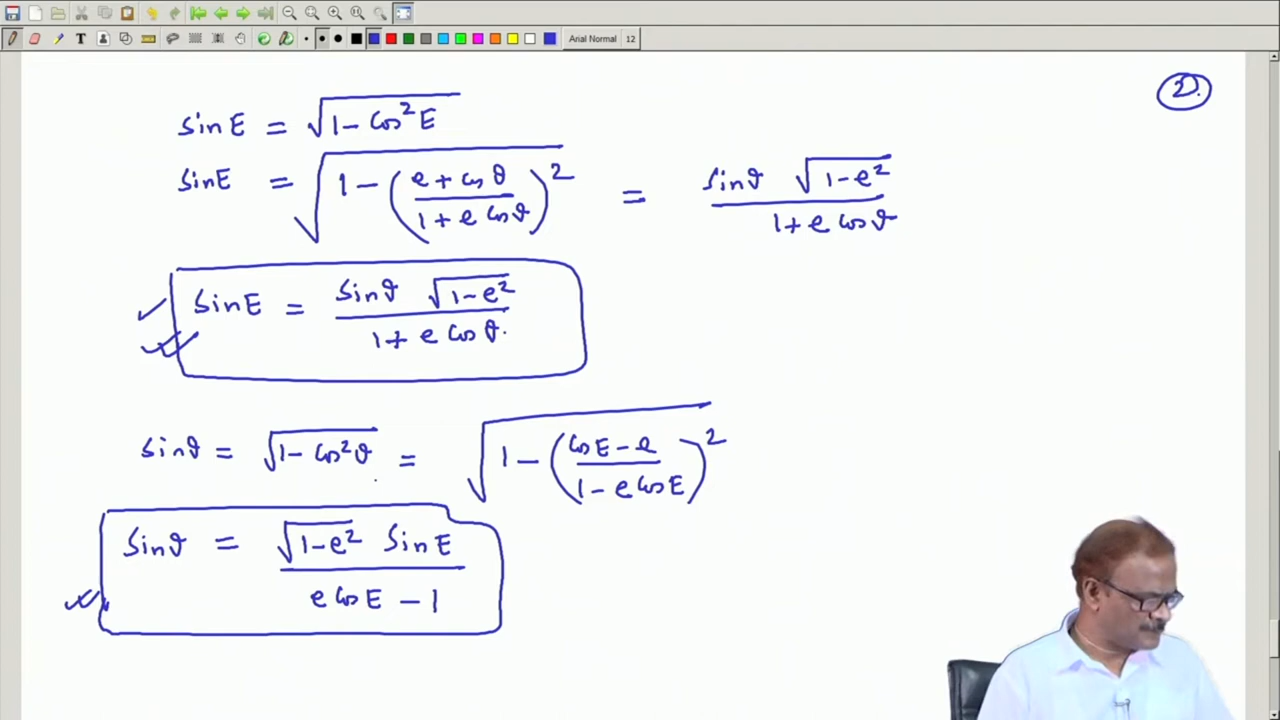 Arial Normal 12
2).
sin E = √(1 - cos²E)
sin E = √(1 - ((e + cos ϑ)/(1 + e cos ϑ))²) = (sin ϑ √(1 - e²))/(1 + e cos ϑ)
sin E = (sin ϑ √(1 - e²))/(1 + e cos ϑ).
sin ϑ = √(1 - cos²ϑ) = √(1 - ((cos E - e)/(1 - e cos E))²)
sin ϑ = (√(1 - e²) sin E)/(e cos E - 1)